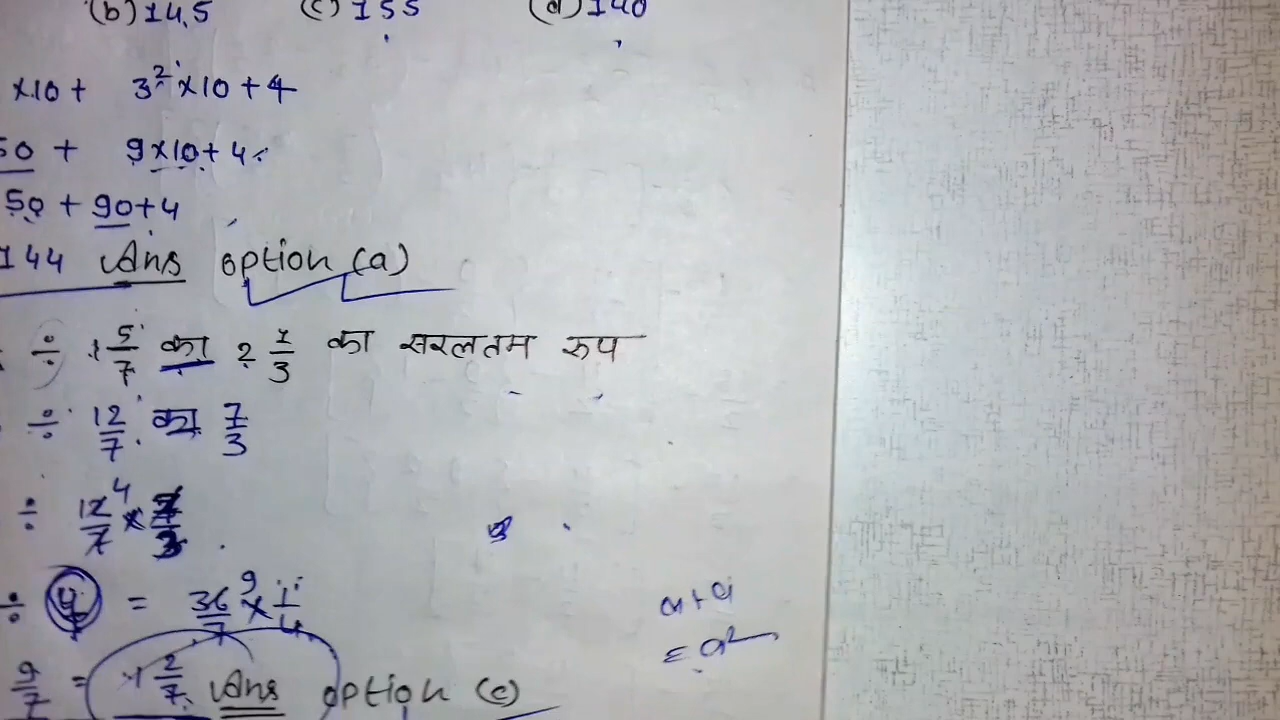 (b) 14,5 (c) 155 (d) 140
×10 + 3²×10+4
50 + 9×10+4
50 + 90+4
144 Ans option (a)
÷ 1 5/7 का 2 1/3 का सरलतम रुप
÷ 12/7 का 7/3
÷ 12/7 4 × 7/3
÷ 4 = 36/7 9 × 1/4
9/7 = 1 2/7 Ans option (c)
a+a
= a²